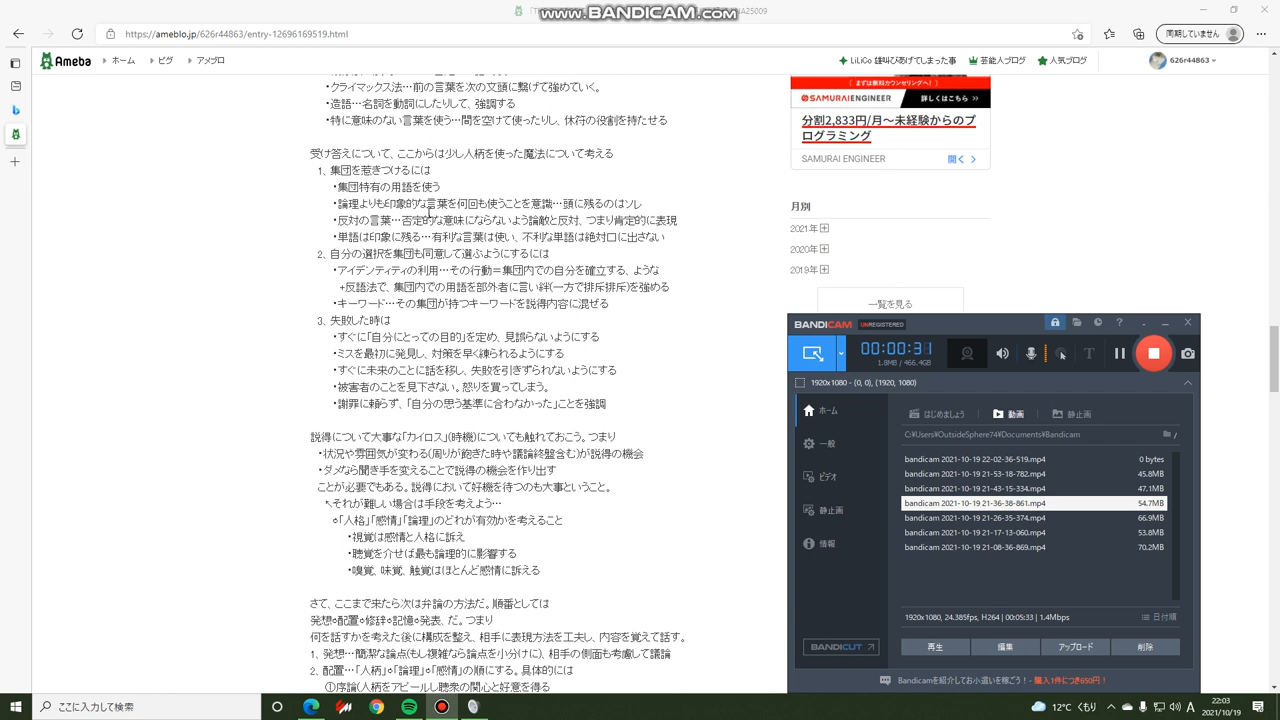 www.BANDICAM.com
https://ameblo.jp/626r44863/entry-12696169519.html
同期していません
Ameba
ホーム
ピグ
アメブロ
LiLiCo 雄叫びあげてしまった事
芸能人ブログ
人気ブログ
626r44863
・クライマックス法…前の言葉を次の文頭に繋げて強めていく。
・造語…名詞を動詞にしたりして、強調する
・特に意味のない言葉を使う…間を空けて使ったりし、休符の役割を持たせる
受け答えについて、ここからは少し人柄を使った魔法について考える
1、集団を惹きつけるには
・集団特有の用語を使う
・論理よりも印象的な言葉を何回も使うことを意識…頭に残るのはソレ
・反対の言葉…否定的な意味にならないよう論敵と反対、つまり肯定的に表現
・単語は印象に残る…有利な言葉は使い、不利な単語は絶対口に出さない
2、自分の選択を集団も同意して選ぶようにするには
・アイデンティティの利用…その行動＝集団内での自分を確立する、ような
+反語法で、集団内での用語を部外者に言い絆(一方で排斥排斥)を強める
・キーワード…その集団が持つキーワードを説得内容に混ぜる
3、失敗した時は
・すぐに「自分にとっての目的」を定め、見誤らないようにする
・ミスを最初に発見し、対策を早く練られるようにする
・すぐに未来のことに話を移し、失敗を引きずられないようにする
・被害者のことを見下さない。怒りを買ってしまう。
・謝罪に頼らず、「自分の思う基準に合わなかった」ことを強調
説得について大事な「カイロス」(時機)についても触れておこう。つまり
・状況や雰囲気が変わる(周りが飽きた時や議論終盤含む)が説得の機会
・ダメなら聞き手を変えることで説得の機会を作り出す
ことが必要でもある。説得において好機を待つのも大事ということ。
↖それが難しい場合は手段を考えよう…
○「人格」「感情」「論理」のどれが有効かを考えること
・視覚は感情と人格に訴え
・聴覚を介せば最も論理的に影響する
・嗅覚、味覚、触覚はほとんど感情に訴える
さて、ここまで来たら次は弁論の方法だ。順番としては
発想⇨配置⇨修辞⇨記憶⇨発表、だ。つまり
何を話すかを考えた後に構成を整え、相手に表現方法を工夫し、内容を覚えて話す。
1、発想…簡潔な論点(もし複雑なら論点を小分けに)、相手の側面も考慮して議論
2、配置…「人柄」⇨「論理」⇨「感情」の順にする。具体的には
①序論(人柄をアピールし聴衆の関心と好意を得る
まずは無料カウンセリングへ！
SAMURAI ENGINEER
詳しくはこちら
分割2,833円/月～未経験からのプ
ログラミング
SAMURAI ENGINEER
開く
月別
2021年
2020年
2019年
一覧を見る
BANDICAM
UNREGISTERED
00:00:31
1.8MB / 466.4GB
1920x1080 - (0, 0), (1920, 1080)
ホーム
一般
ビデオ
静止画
情報
はじめましょう
動画
静止画
C:¥Users¥OutsideSphere74¥Documents¥Bandicam
bandicam 2021-10-19 22-02-36-519.mp4 0 bytes
bandicam 2021-10-19 21-53-18-782.mp4 45.8MB
bandicam 2021-10-19 21-43-15-334.mp4 47.1MB
bandicam 2021-10-19 21-36-38-861.mp4 54.7MB
bandicam 2021-10-19 21-26-35-374.mp4 66.9MB
bandicam 2021-10-19 21-17-13-060.mp4 53.8MB
bandicam 2021-10-19 21-08-36-869.mp4 70.2MB
1920x1080, 24.385fps, H264 | 00:05:33 | 1.4Mbps
日付順
BANDICUT
再生
編集
アップロード
削除
Bandicamを紹介してお小遣いを稼ごう！- 購入1件につき650円！
ここに入力して検索
12°C くもり
A
22:03
2021/10/19